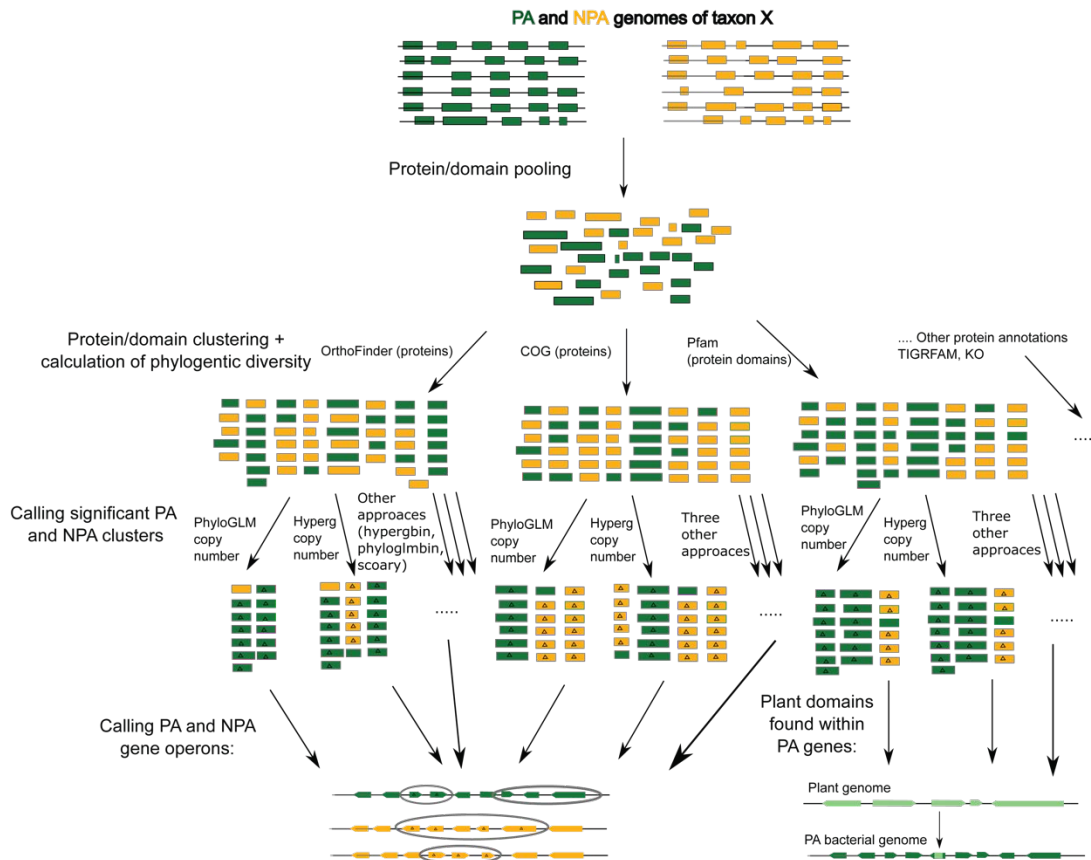 PA and NPA genomes of taxon X
Protein/domain pooling
Protein/domain clustering +
calculation of phylogentic diversity
OrthoFinder (proteins)
COG (proteins)
Pfam
(protein domains)
.... Other protein annotations
TIGRFAM, KO
....
Calling significant PA
and NPA clusters
PhyloGLM
copy
number
Hyperg
copy
number
Other
approaces
(hypergbin,
phyloglmbin,
scoary)
.....
PhyloGLM
copy
number
Hyperg
copy
number
Three
other
approaces
.....
PhyloGLM
copy
number
Hyperg
copy
number
Three
other
approaces
.....
Calling PA and NPA
gene operons:
Plant domains
found within
PA genes:
Plant genome
PA bacterial genome